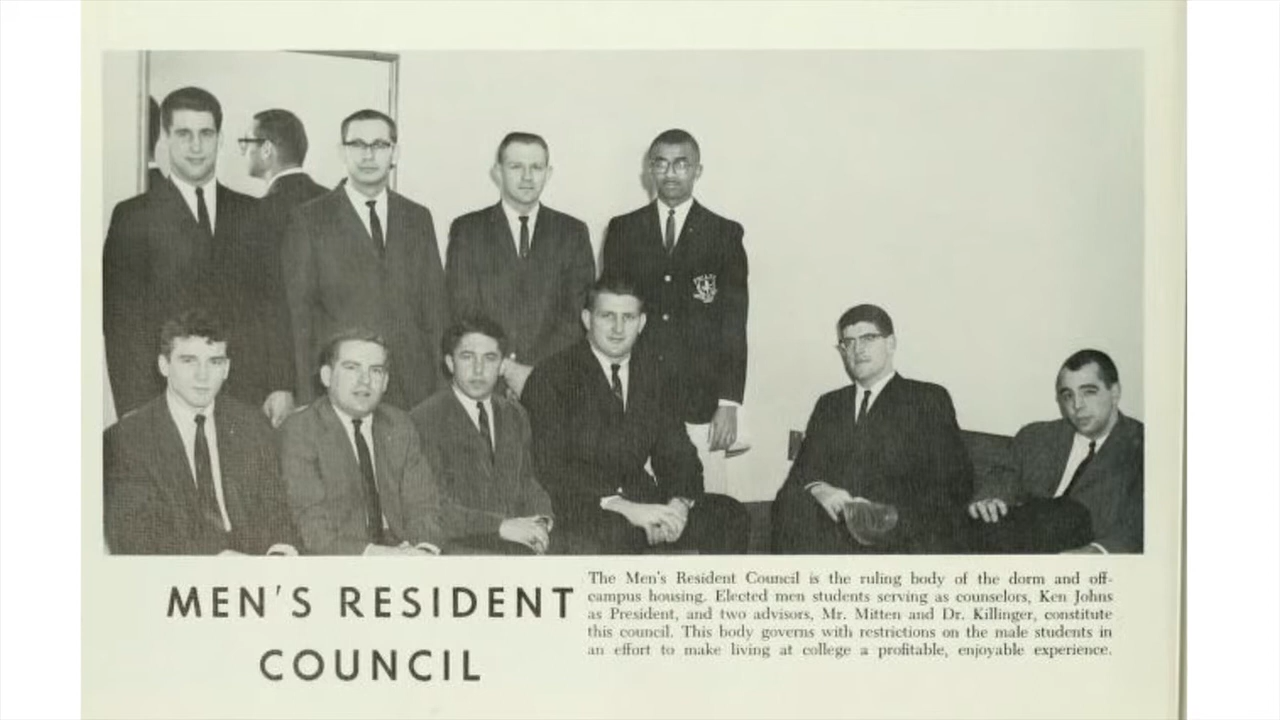 MEN'S RESIDENT
COUNCIL
The Men's Resident Council is the ruling body of the dorm and off-
campus housing. Elected men students serving as counselors, Ken Johns
as President, and two advisors, Mr. Mitten and Dr. Killinger, constitute
this council. This body governs with restrictions on the male students in
an effort to make living at college a profitable, enjoyable experience.